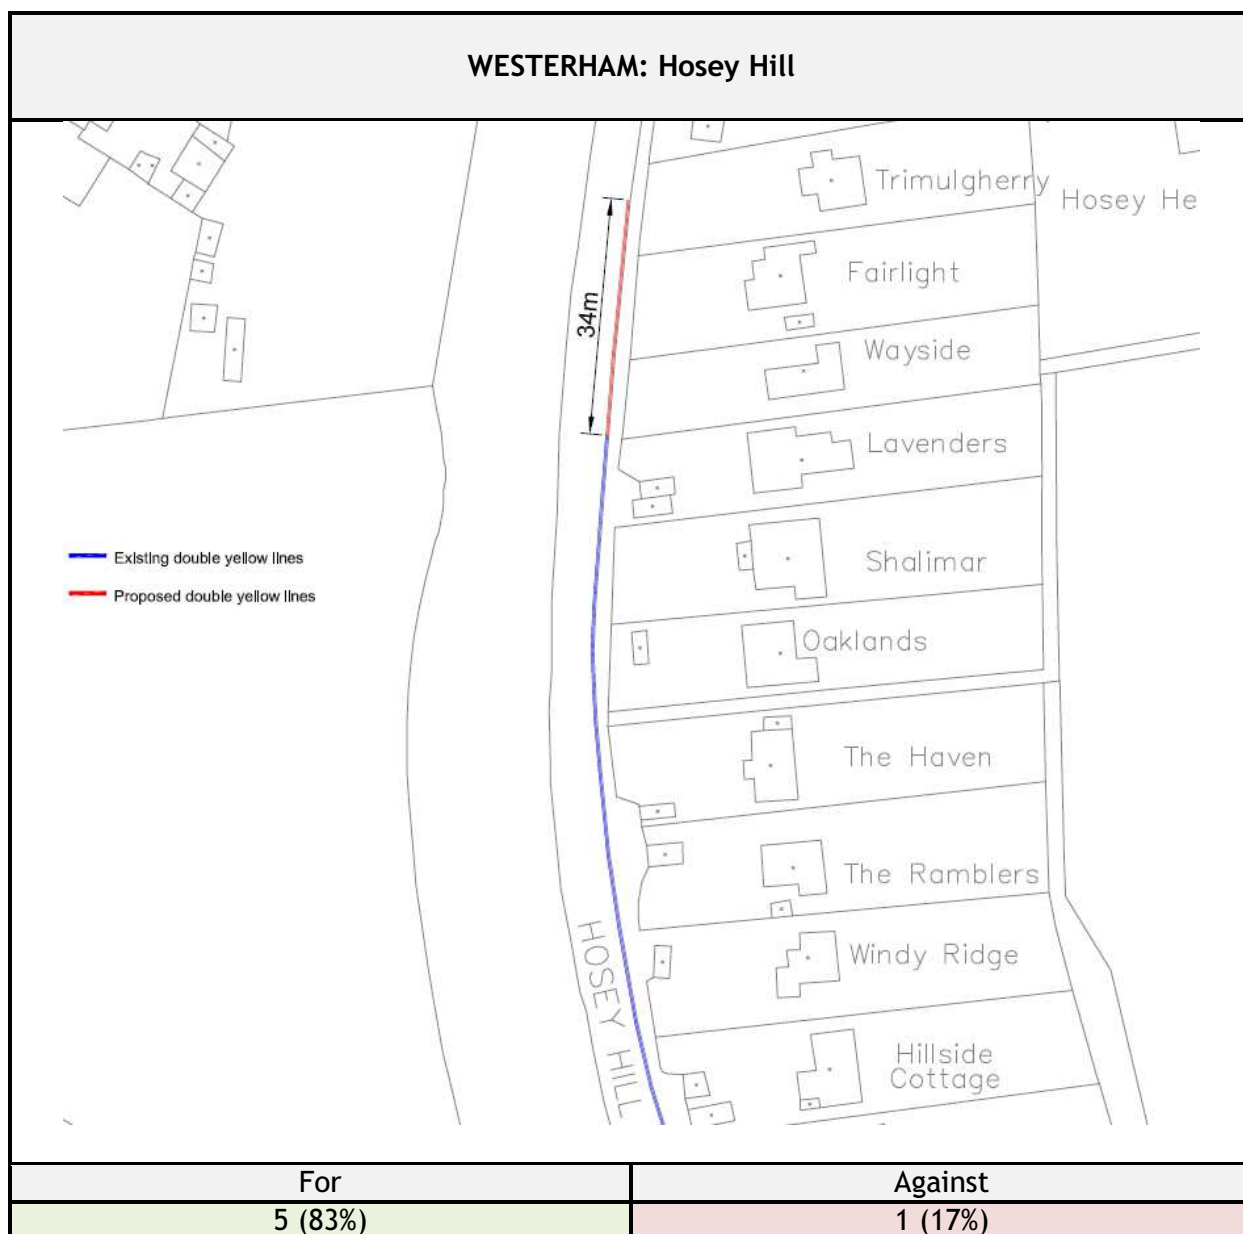 WESTERHAM: Hosey Hill
Trimulgherry
Hosey He
Fairlight
34m
Wayside
Lavenders
Existing double yellow lines
Shalimar
Proposed double yellow lines
Oaklands
The Haven
The Ramblers
HOSEY HILL
Windy Ridge
Hillside
Cottage
For
Against
5 (83%)
1 (17%)